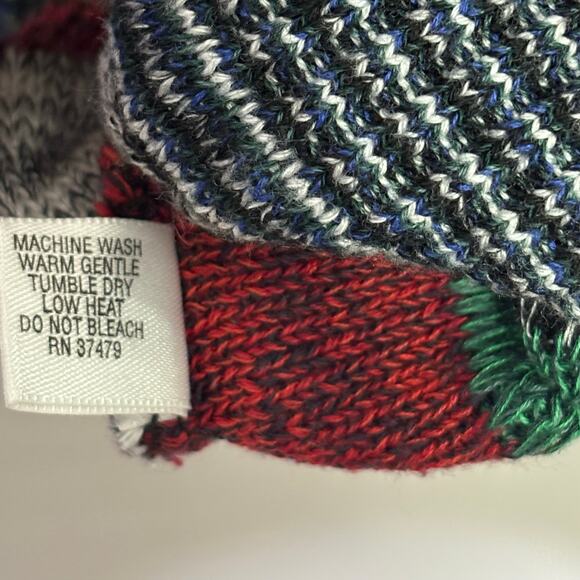 MACHINE WASH
WARM GENTLE
TUMBLE DRY
LOW HEAT
DO NOT BLEACH
RN 37479